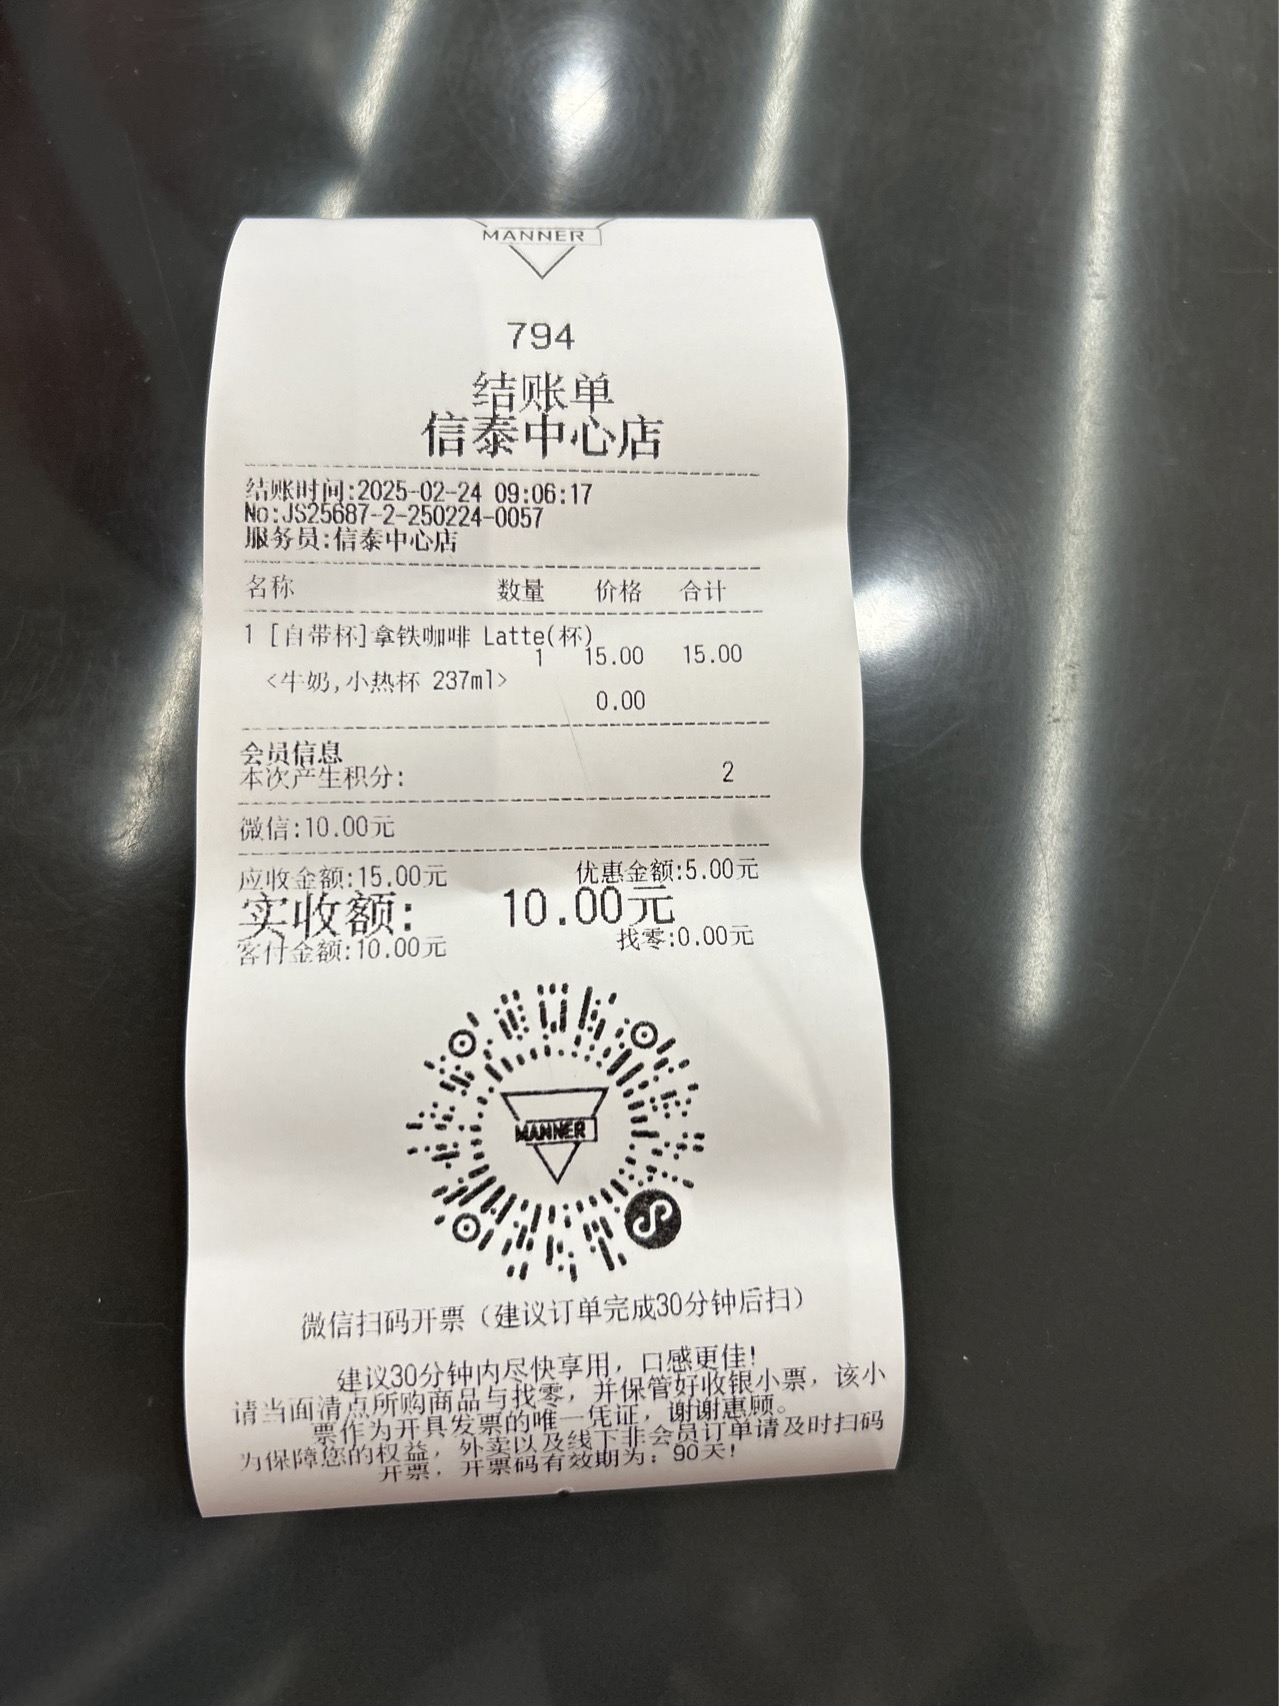 MANNER
794
结账单
信泰中心店
结账时间:2025-02-24 09:06:17
No:JS25687-2-250224-0057
服务员:信泰中心店
名称 数量 价格 合计
1 [自带杯]拿铁咖啡 Latte(杯)
1 15.00 15.00
<牛奶,小热杯 237ml>
0.00
会员信息
本次产生积分: 2
微信:10.00元
应收金额:15.00元 优惠金额:5.00元
实收额: 10.00元
客付金额:10.00元 找零:0.00元
MANNER
微信扫码开票（建议订单完成30分钟后扫）
建议30分钟内尽快享用，口感更佳!
请当面清点所购商品与找零，并保管好收银小票，该小
票作为开具发票的唯一凭证，谢谢惠顾。
为保障您的权益，外卖以及线下非会员订单请及时扫码
开票，开票码有效期为：90天!